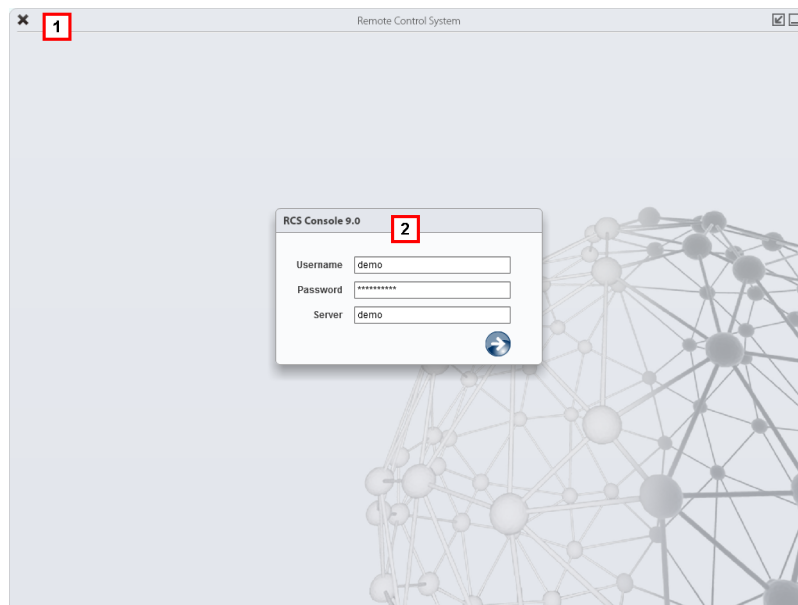 1
Remote Control System
RCS Console 9.0
2
Username demo
Password **********
Server demo